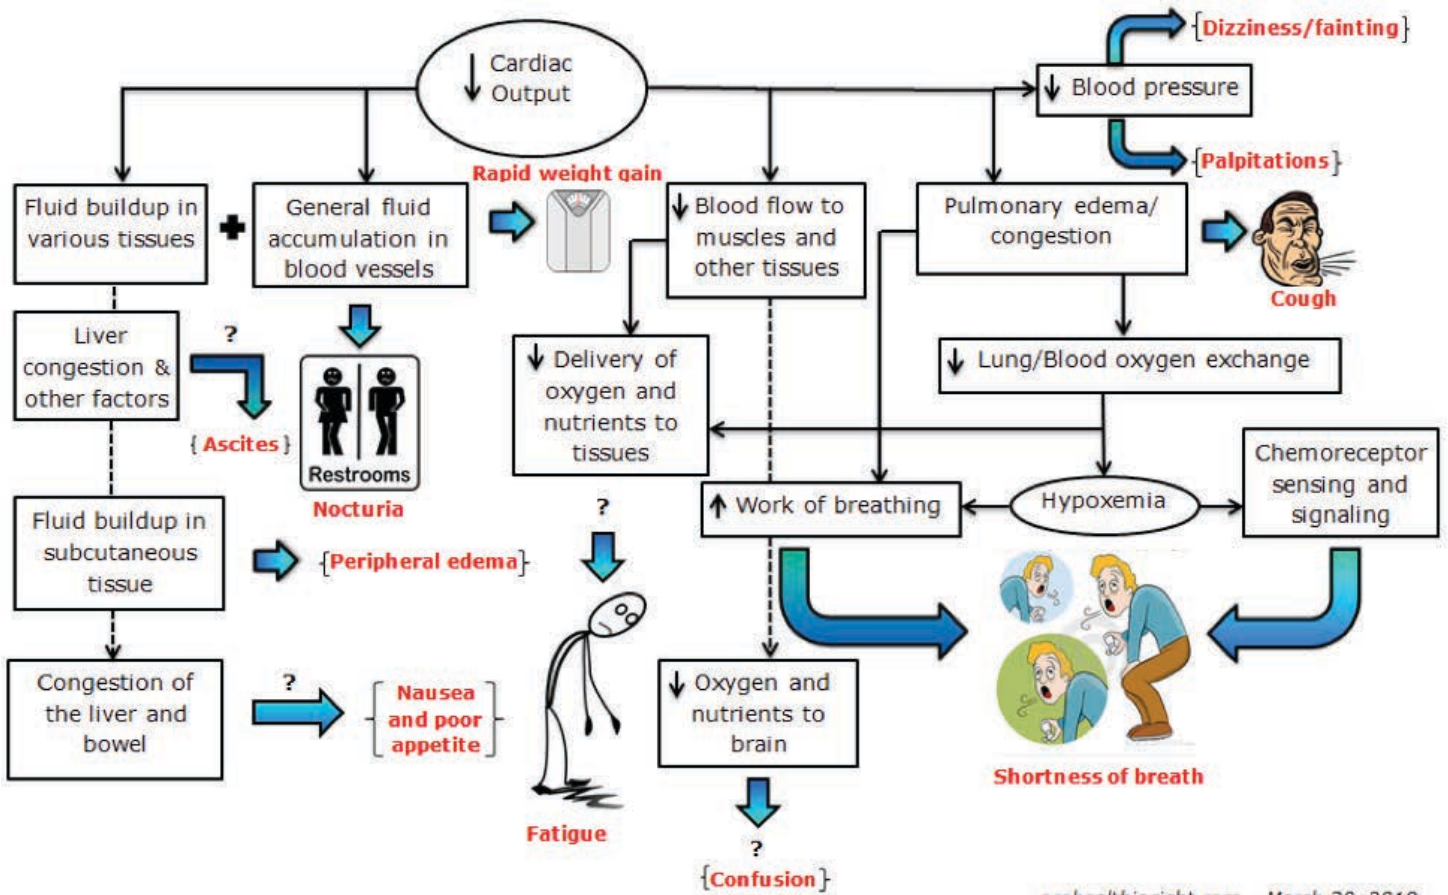 ↓ Cardiac
Output
{Dizziness/fainting}
↓ Blood pressure
{Palpitations}
Rapid weight gain
Fluid buildup in
various tissues
+
General fluid
accumulation in
blood vessels
↓ Blood flow to
muscles and
other tissues
Pulmonary edema/
congestion
Cough
Liver
congestion &
other factors
?
{Ascites}
Restrooms
Nocturia
↓ Delivery of
oxygen and
nutrients to
tissues
↓ Lung/Blood oxygen exchange
↑ Work of breathing
Hypoxemia
Chemoreceptor
sensing and
signaling
Fluid buildup in
subcutaneous
tissue
{Peripheral edema}
?
Fatigue
Congestion of
the liver and
bowel
?
{Nausea
and poor
appetite}
↓ Oxygen and
nutrients to
brain
?
{Confusion}
Shortness of breath